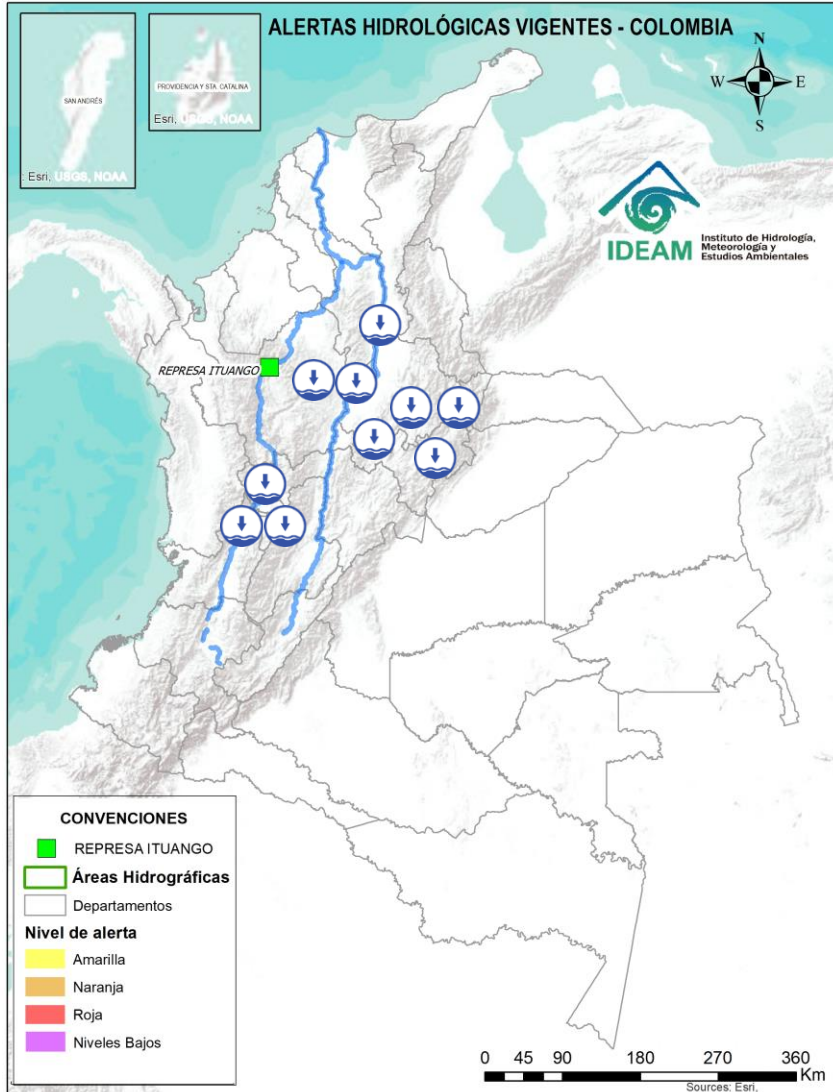 ALERTAS HIDROLÓGICAS VIGENTES - COLOMBIA
SAN ANDRÉS
Esri, USGS, NOAA
PROVIDENCIA Y STA. CATALINA
Esri, USGS, NOAA
N
W
E
S
IDEAM
Instituto de Hidrología,
Meteorología y
Estudios Ambientales
REPRESA ITUANGO
CONVENCIONES
REPRESA ITUANGO
Áreas Hidrográficas
Departamentos
Nivel de alerta
Amarilla
Naranja
Roja
Niveles Bajos
0 45 90 180 270 360
Km
Sources: Esri,